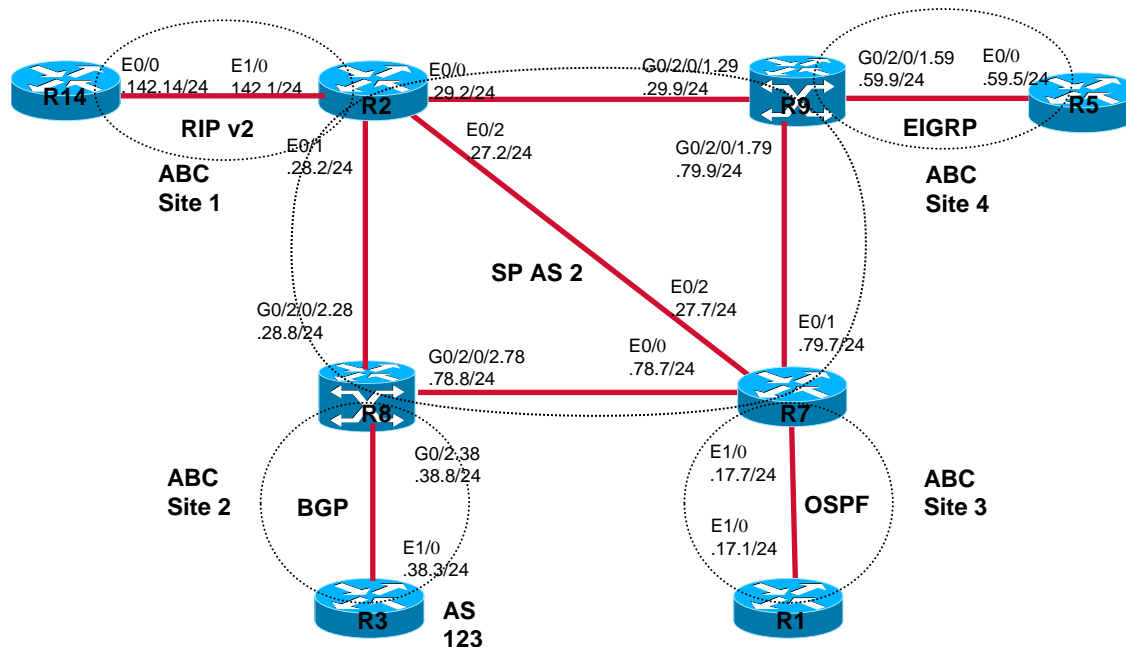 E0/0
.142.14/24
E1/0
142.1/24
R14
RIP v2
R2
E0/0
.29.2/24
G0/2/0/1.29
.29.9/24
R9
G0/2/0/1.59
.59.9/24
E0/0
.59.5/24
R5
EIGRP
E0/1
.28.2/24
E0/2
.27.2/24
G0/2/0/1.79
.79.9/24
ABC
Site 1
ABC
Site 4
SP AS 2
E0/2
.27.7/24
G0/2/0/2.28
.28.8/24
E0/1
.79.7/24
G0/2/0/2.78
.78.8/24
E0/0
.78.7/24
R8
R7
G0/2.38
.38.8/24
E1/0
.17.7/24
ABC
Site 2
BGP
OSPF
ABC
Site 3
E1/0
.38.3/24
E1/0
.17.1/24
R3
AS
123
R1